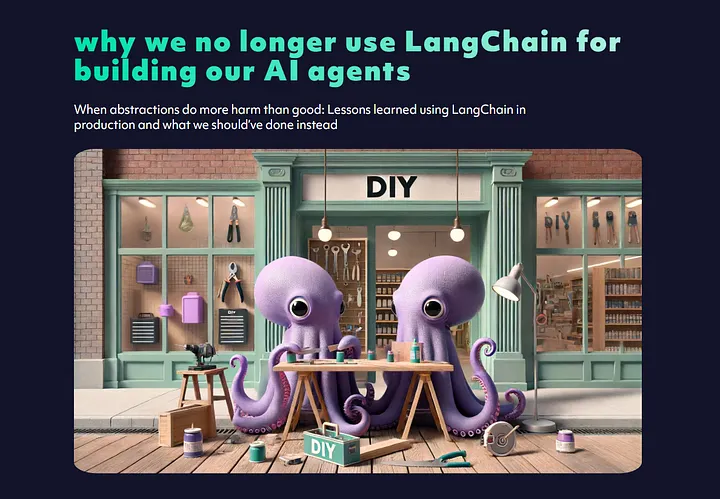 why we no longer use LangChain for
building our AI agents
When abstractions do more harm than good: Lessons learned using LangChain in
production and what we should've done instead
DIY
DIY